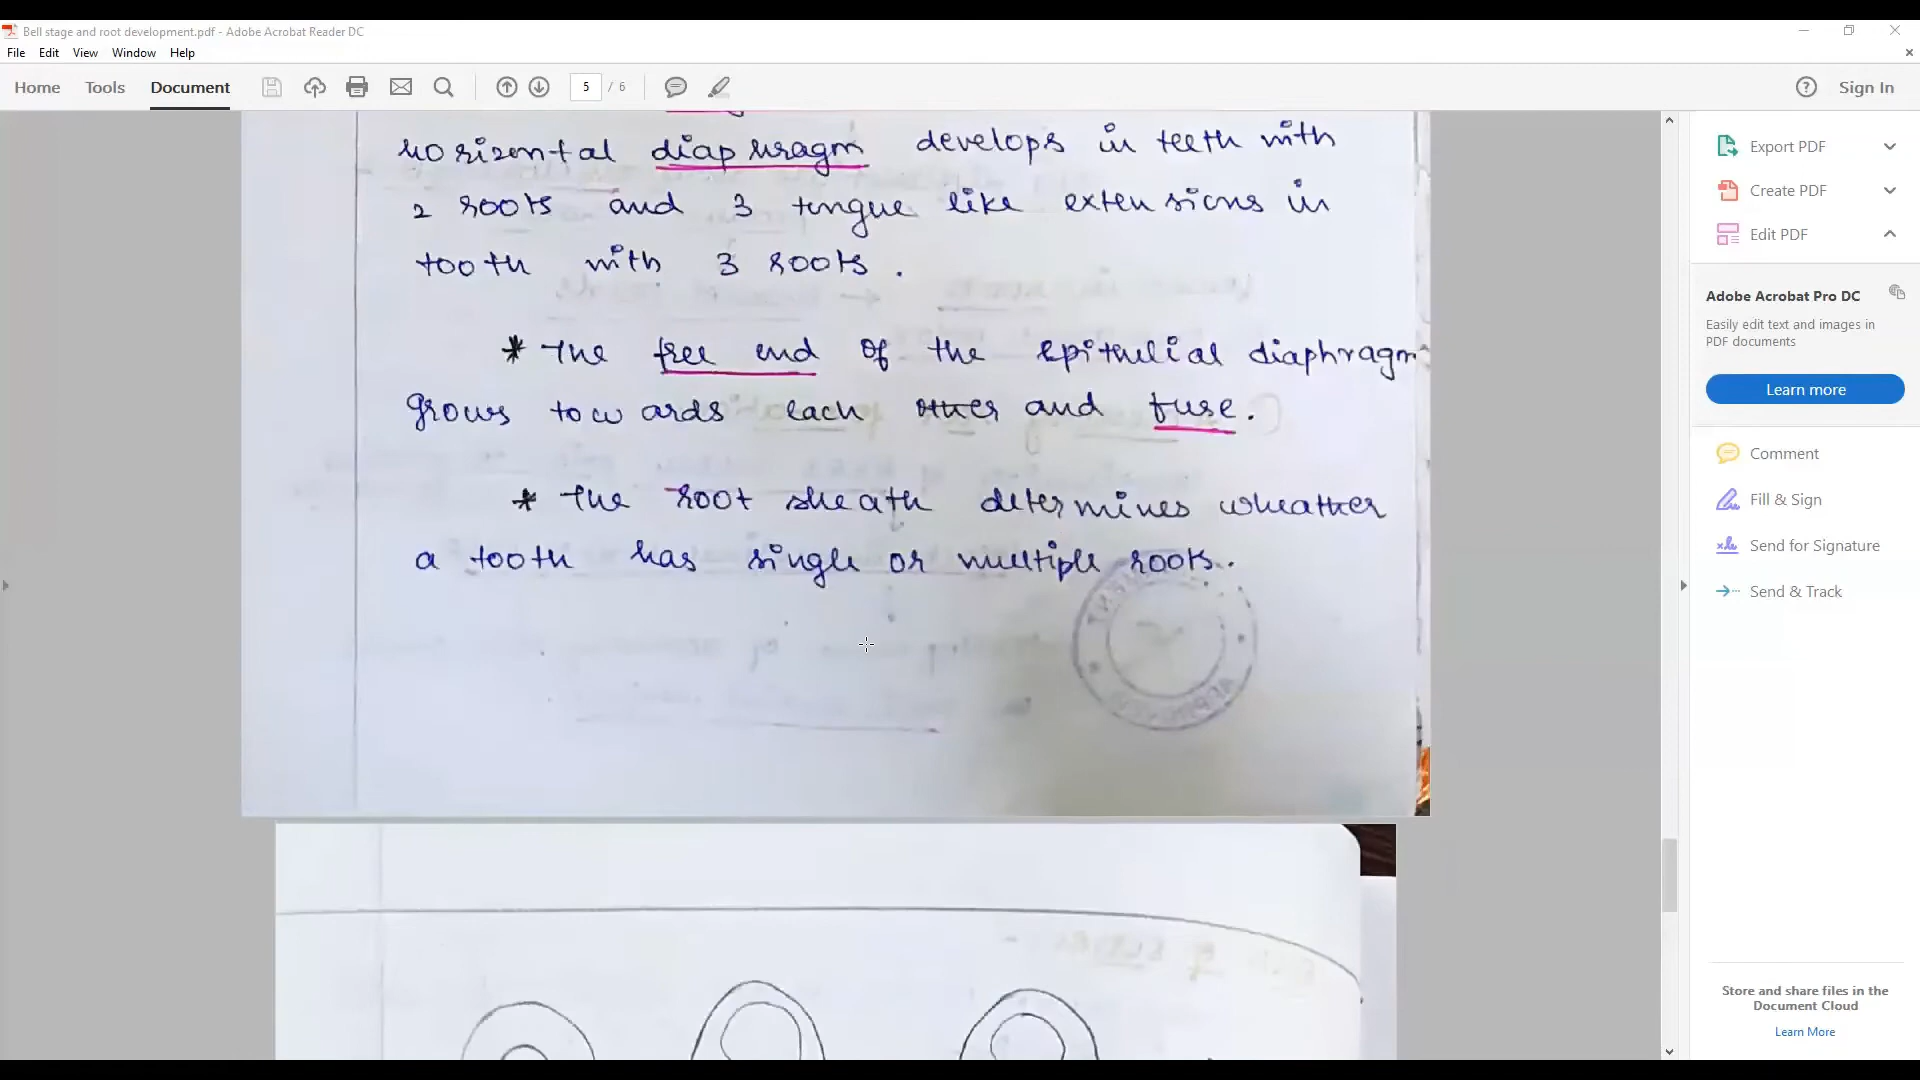 Bell stage and root development.pdf - Adobe Acrobat Reader DC
File Edit View Window Help
Home Tools Document 5 / 6 Sign In
horizental diaphragm develops in teeth with
2 roots and 3 tongue like extensions in
tooth with 3 roots.
* The free end of the epithelial diaphragm
grows towards each other and fuse.
* The root sheath determines wheather
a tooth has single or multiple roots.
Export PDF
Create PDF
Edit PDF
Adobe Acrobat Pro DC
Easily edit text and images in
PDF documents
Learn more
Comment
Fill & Sign
Send for Signature
Send & Track
Store and share files in the
Document Cloud
Learn More